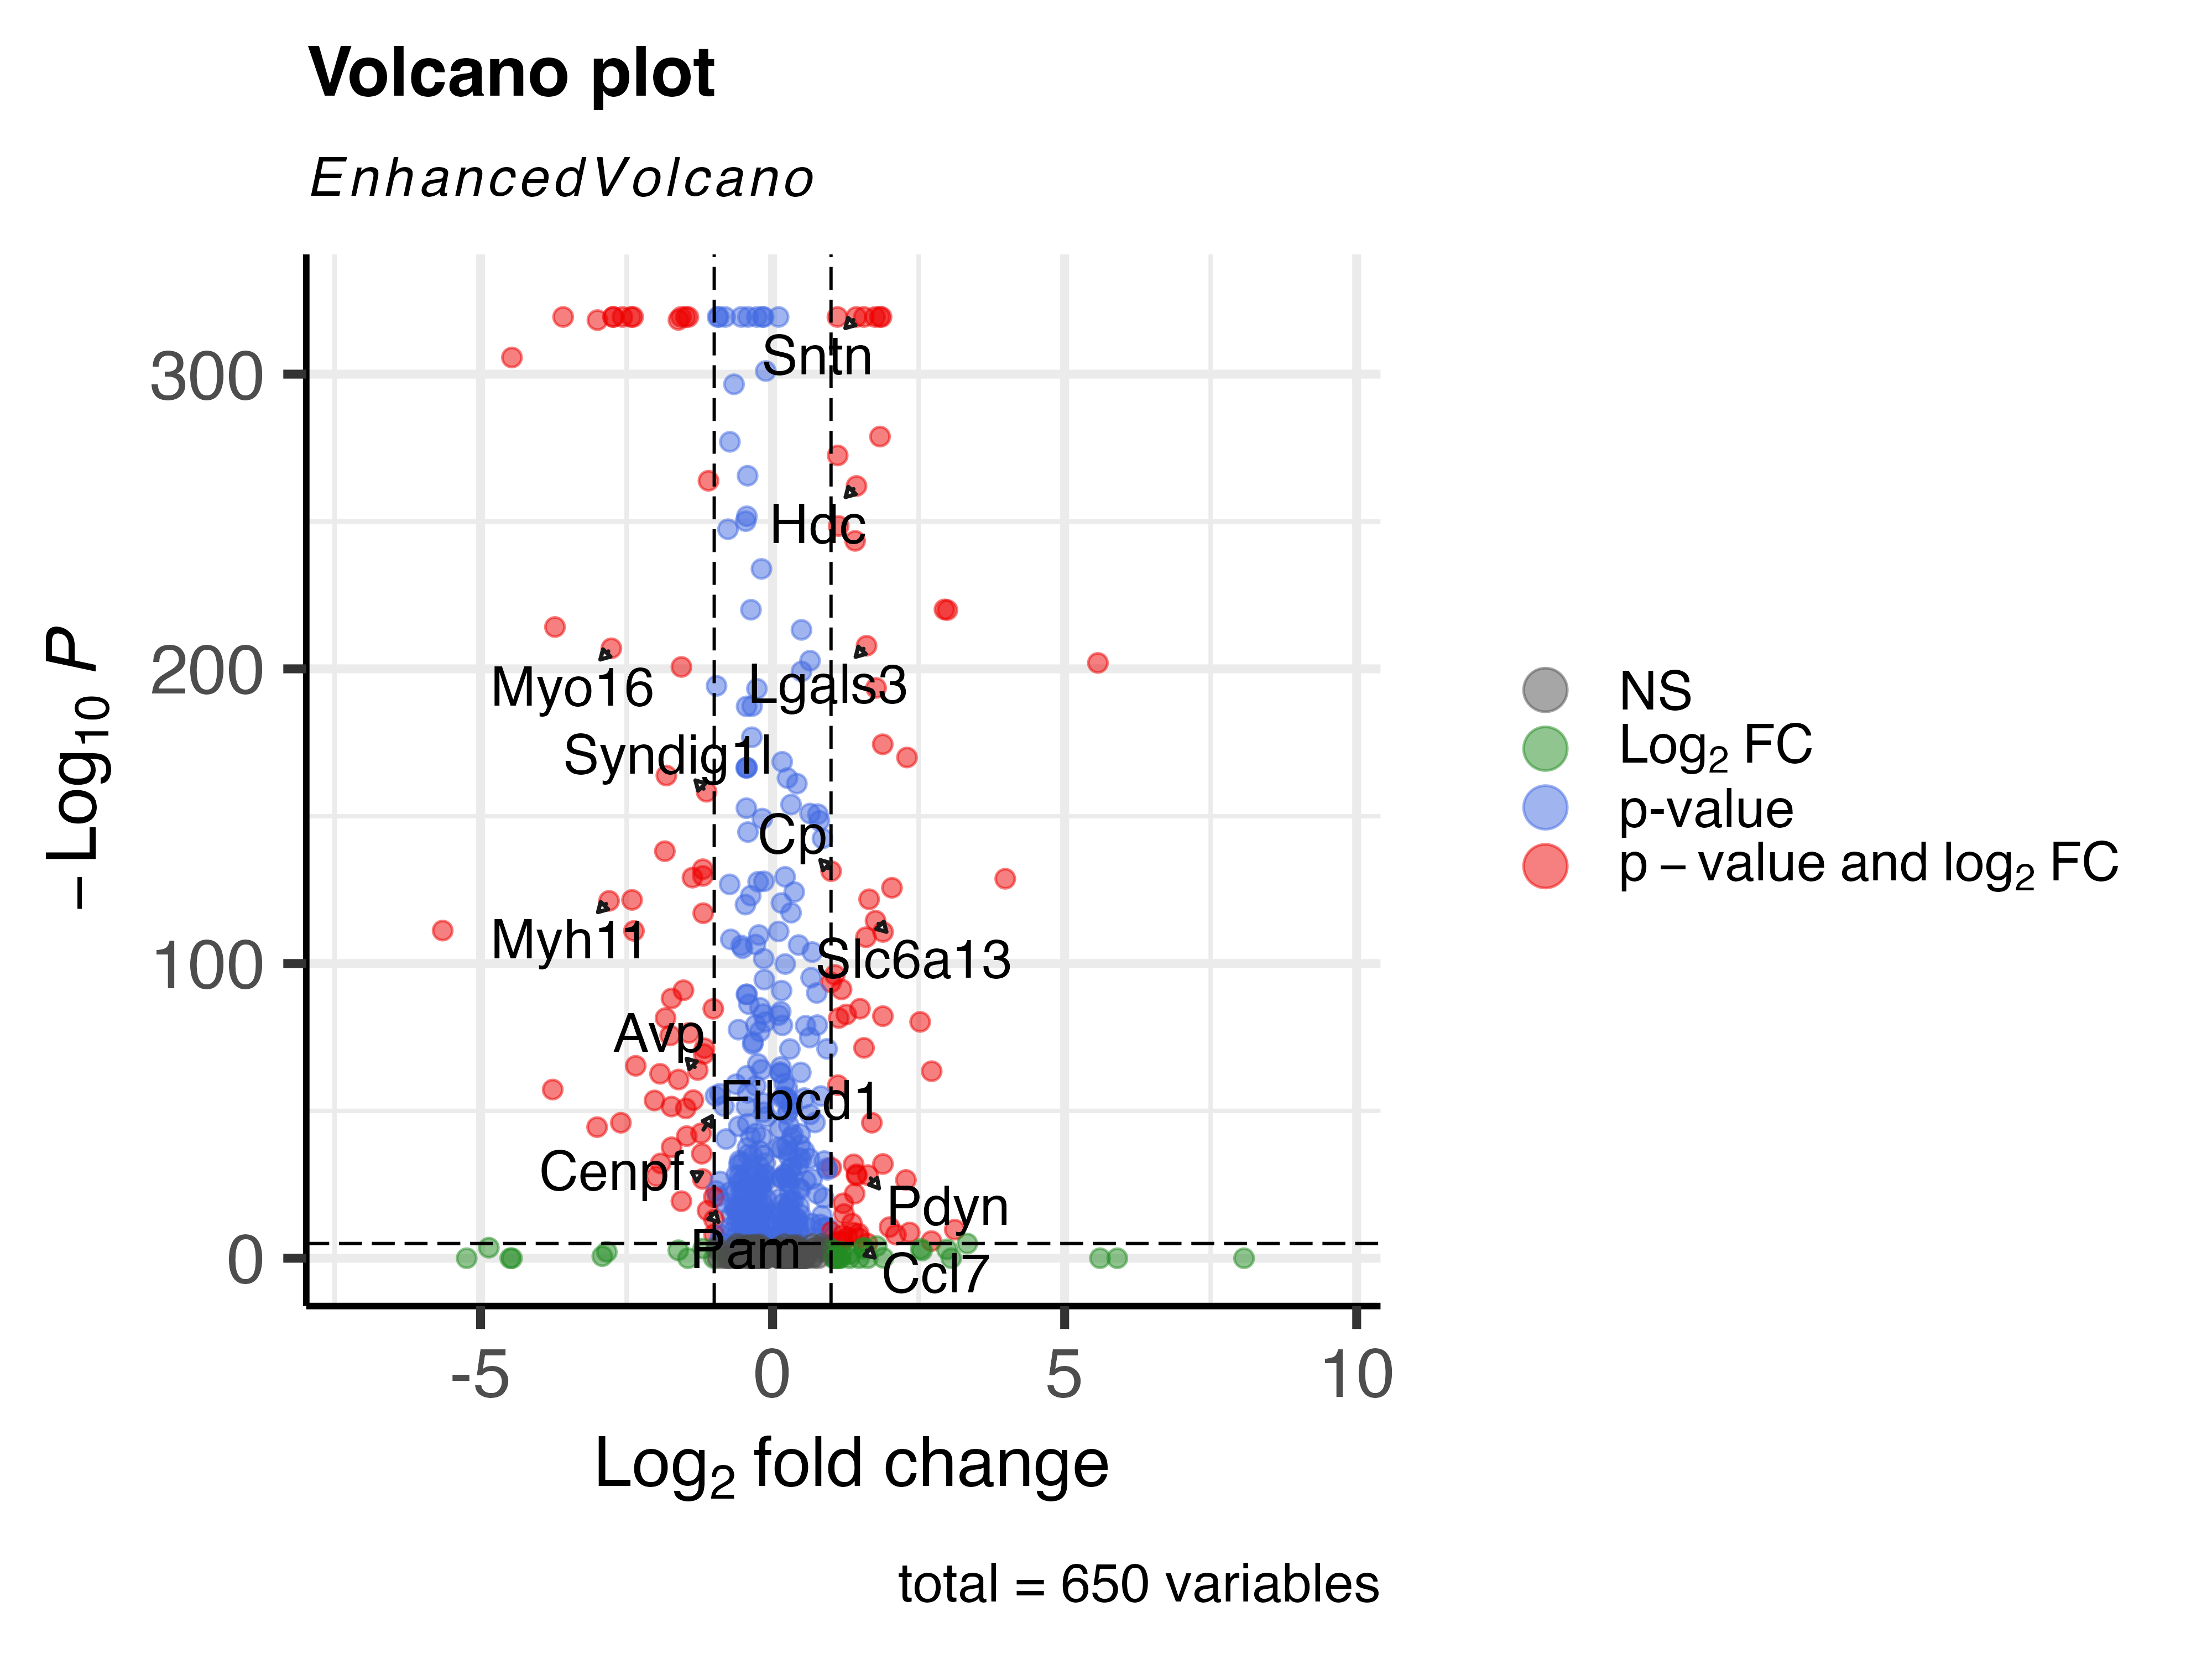 Volcano plot
EnhancedVolcano
300
200
100
0
-5
0
5
10
−Log10 P
Log2 fold change
Sntn
Hdc
Myo16
Lgals3
Syndig1l
Cp
Myh11
Slc6a13
Avp
Fibcd1
Cenpf
Pdyn
Pam
Ccl7
NS
Log2 FC
p-value
p − value and log2 FC
total = 650 variables